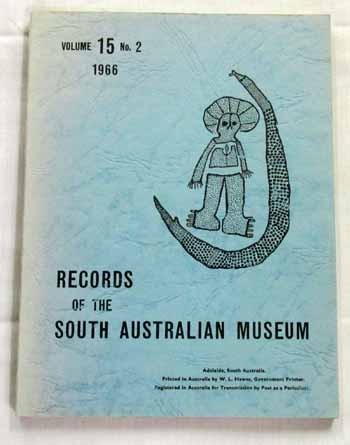 VOLUME 15 No. 2
1966
RECORDS
OF THE
SOUTH AUSTRALIAN MUSEUM
Adelaide, South Australia.
Printed in Australia by W. L. Hawes, Government Printer.
Registered in Australia for Transmission by Post as a Periodical.